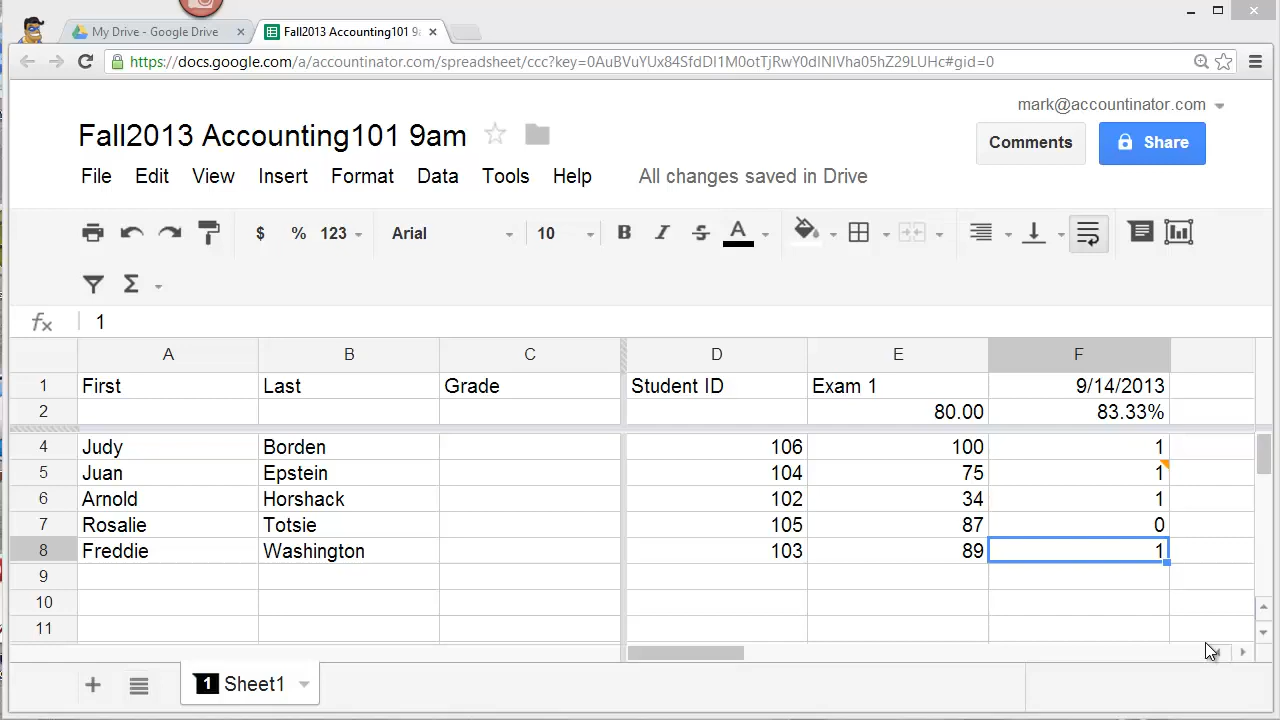 My Drive - Google Drive
Fall2013 Accounting101 9a
https://docs.google.com/a/accountinator.com/spreadsheet/ccc?key=0AuBVuYUx84SfdDI1M0otTjRwY0dINlVha05hZ29LUHc#gid=0
mark@accountinator.com
Fall2013 Accounting101 9am
Comments
Share
File Edit View Insert Format Data Tools Help All changes saved in Drive
$ % 123 Arial 10 B I S A
Σ
fx 1
A B C D E F
1 First Last Grade Student ID Exam 1 9/14/2013
2 80.00 83.33%
4 Judy Borden 106 100 1
5 Juan Epstein 104 75 1
6 Arnold Horshack 102 34 1
7 Rosalie Totsie 105 87 0
8 Freddie Washington 103 89 1
9
10
11
1 Sheet1